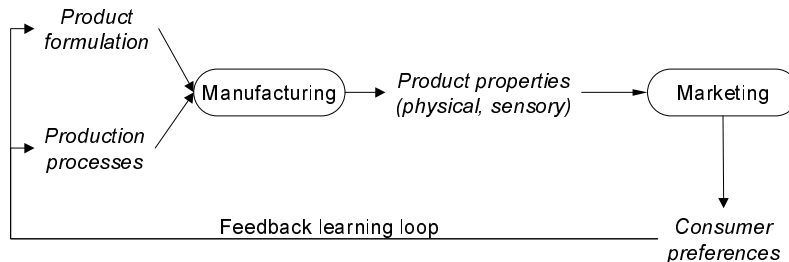 Product
formulation
Manufacturing
Product properties
(physical, sensory)
Marketing
Production
processes
Feedback learning loop
Consumer
preferences